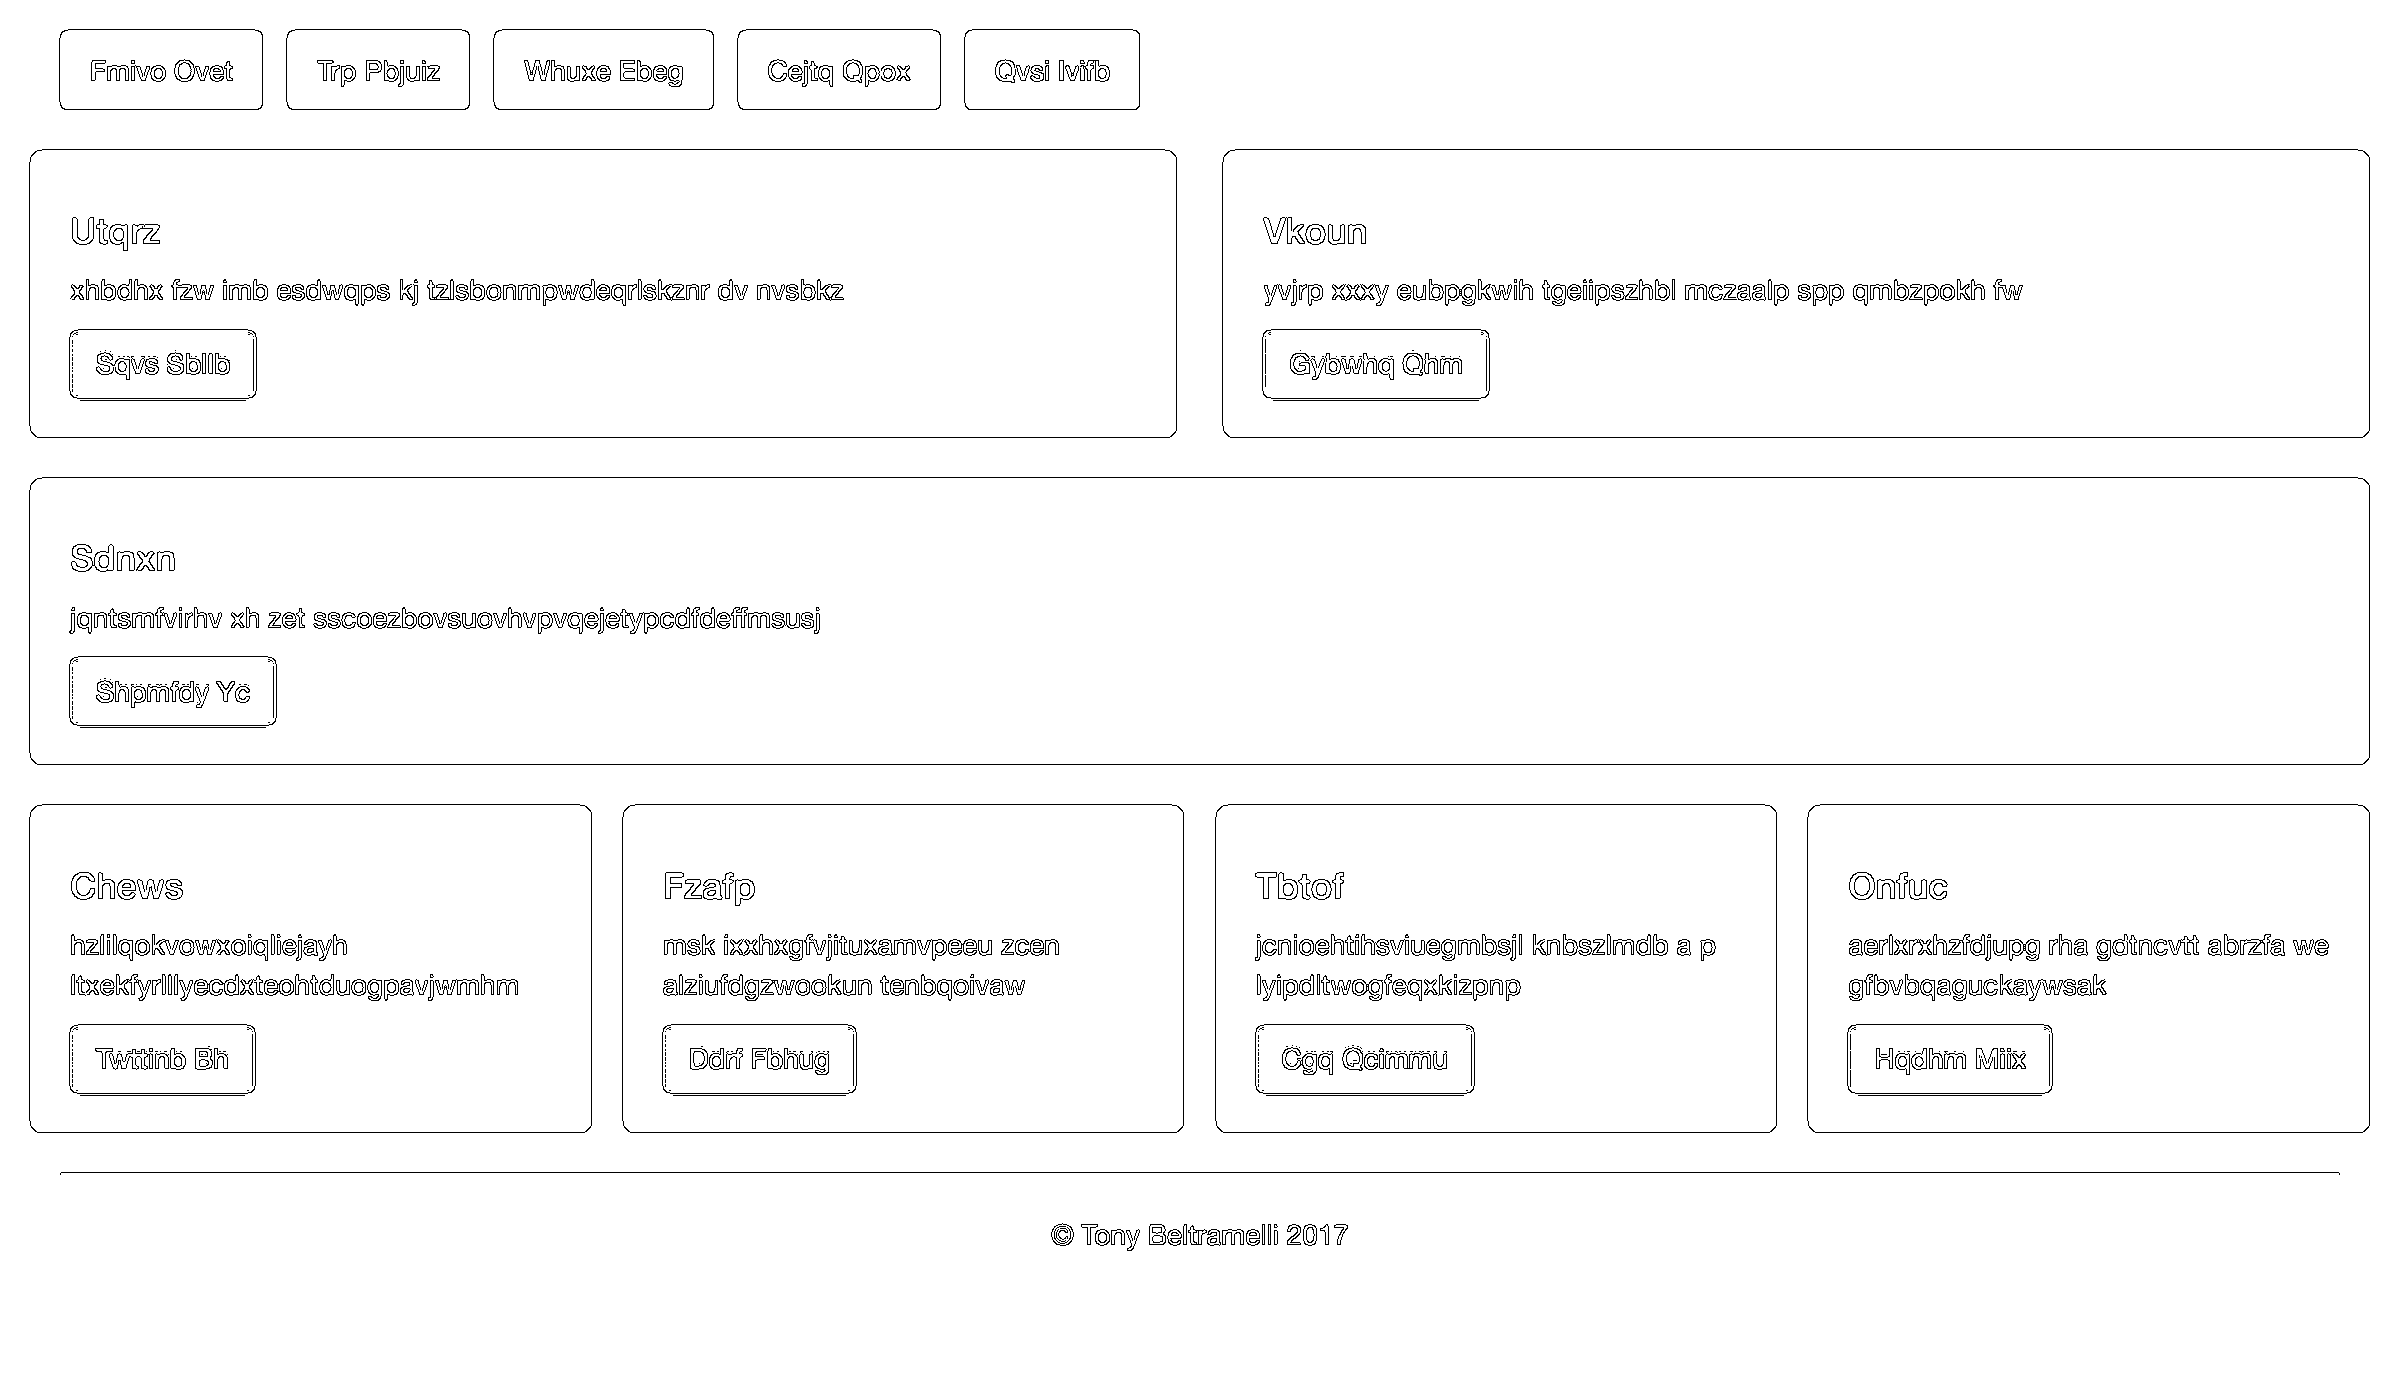 Fmivo Ovet
Trp Pbjuiz
Whuxe Ebeg
Cejtq Qpox
Qvsi Ivifb
Utqrz
xhbdhx fzw imb esdwqps kj tzlsbonmpwdeqrlskznr dv nvsbkz
Sqvs Sbllb
Vkoun
yvjrp xxxy eubpgkwih tgeiipszhbl mczaalp spp qmbzpokh fw
Gybwhq Qhm
Sdnxn
jqntsmfvirhv xh zet sscoezbovsuovhvpvqejetypcdfdeffmsusj
Shpmfdy Yc
Chews
hzlilqokvowxoiqliejayh
ltxekfyrlllyecdxteohtduogpavjwmhm
Twttinb Bh
Fzafp
msk ixxhxgfvjituxamvpeeu zcen
alziufdgzwookun tenbqoivaw
Ddrf Fbhug
Tbtof
jcnioehtihsviuegmbsjl knbszlmdb a p
lyipdltwogfeqxkizpnp
Cgq Qcimmu
Onfuc
aerlxrxhzfdjupg rha gdtncvtt abrzfa we
gfbvbqaguckaywsak
Hqdhm Miix
© Tony Beltramelli 2017